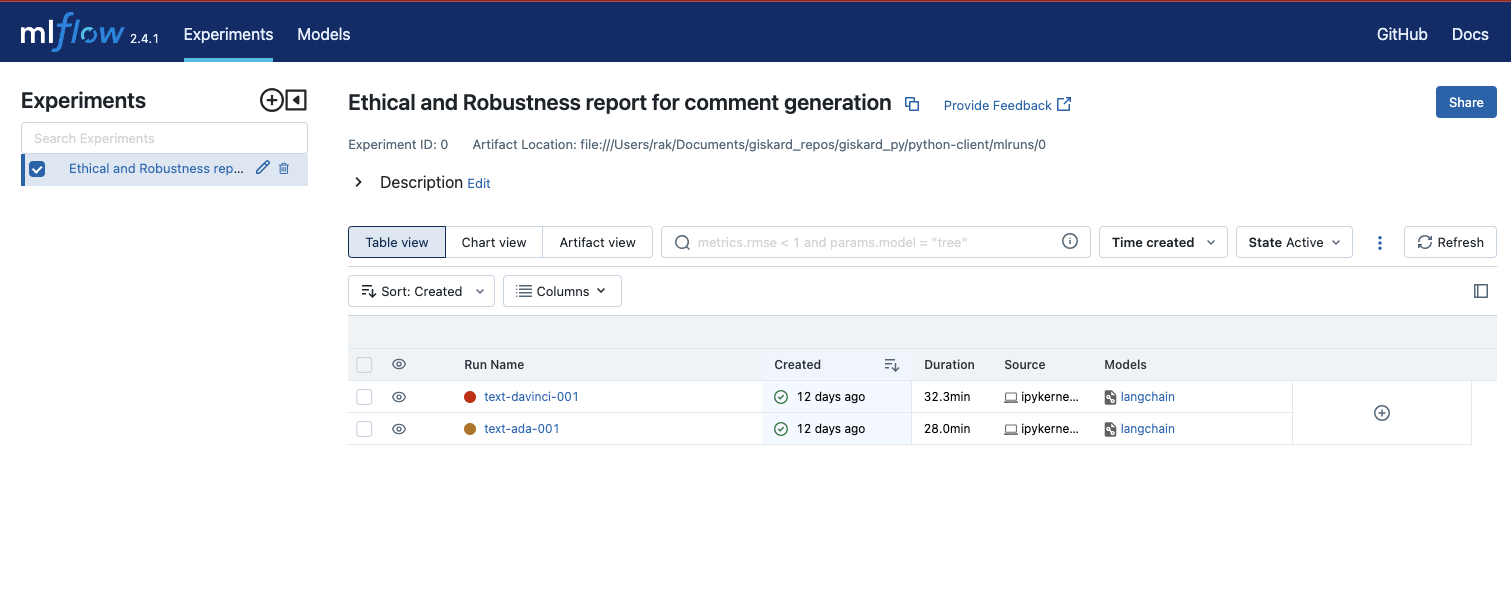 mlflow 2.4.1 Experiments Models GitHub Docs
Experiments
Search Experiments
Ethical and Robustness rep...
Ethical and Robustness report for comment generation Provide Feedback Share
Experiment ID: 0 Artifact Location: file:///Users/rak/Documents/giskard_repos/giskard_py/python-client/mlruns/0
Description Edit
Table view Chart view Artifact view metrics.rmse < 1 and params.model = "tree" Time created State Active Refresh
Sort: Created Columns
Run Name Created Duration Source Models
text-davinci-001 12 days ago 32.3min ipykerne... langchain
text-ada-001 12 days ago 28.0min ipykerne... langchain